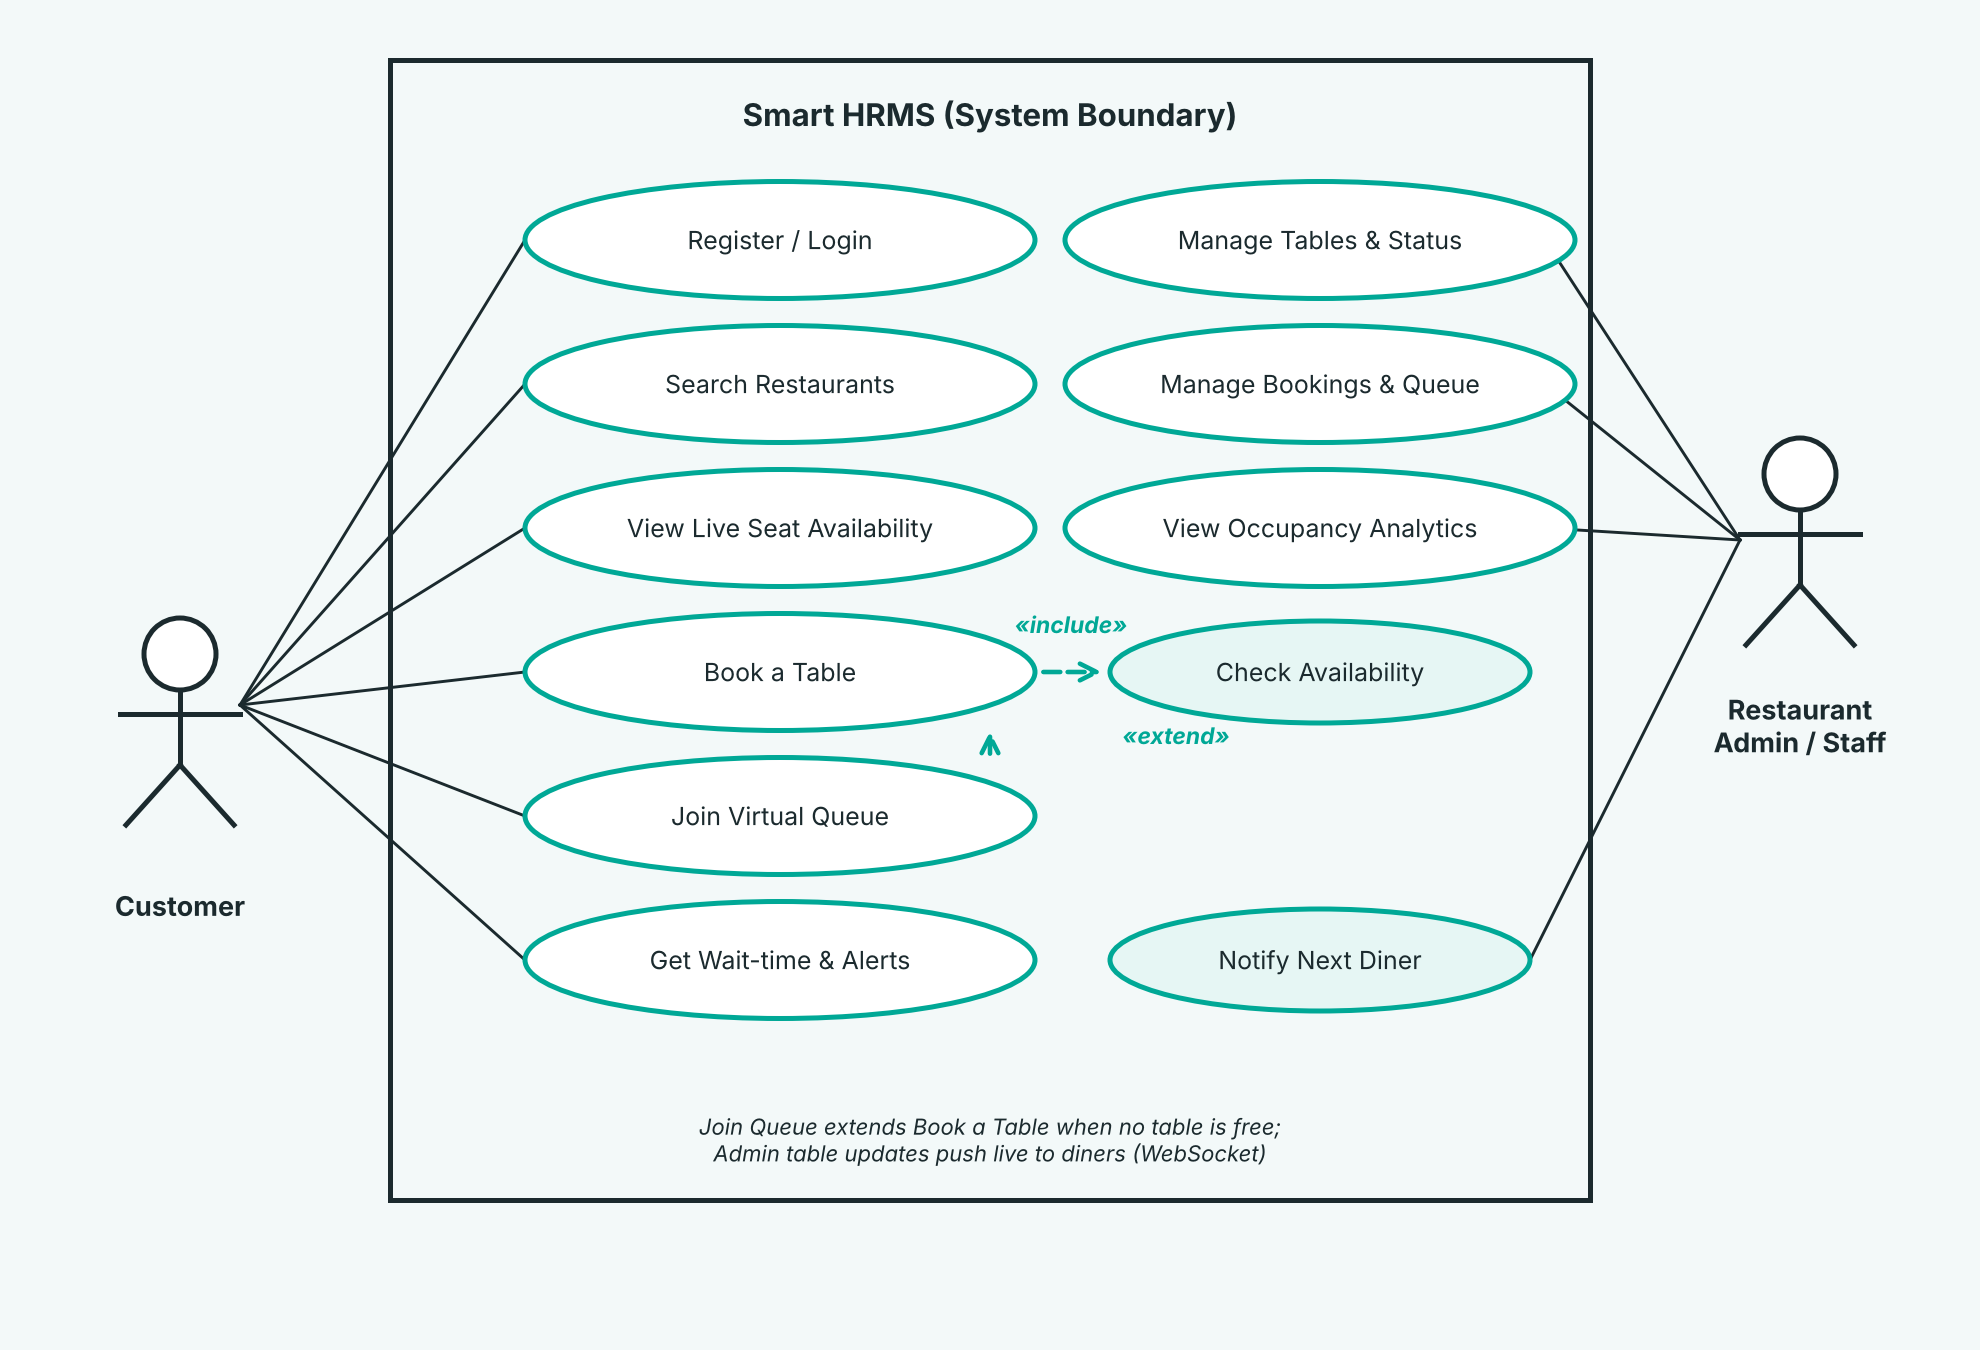 Smart HRMS (System Boundary)
Register / Login
Manage Tables & Status
Search Restaurants
Manage Bookings & Queue
View Live Seat Availability
View Occupancy Analytics
«include»
Book a Table
Check Availability
«extend»
Restaurant
Admin / Staff
Join Virtual Queue
Customer
Get Wait-time & Alerts
Notify Next Diner
Join Queue extends Book a Table when no table is free;
Admin table updates push live to diners (WebSocket)